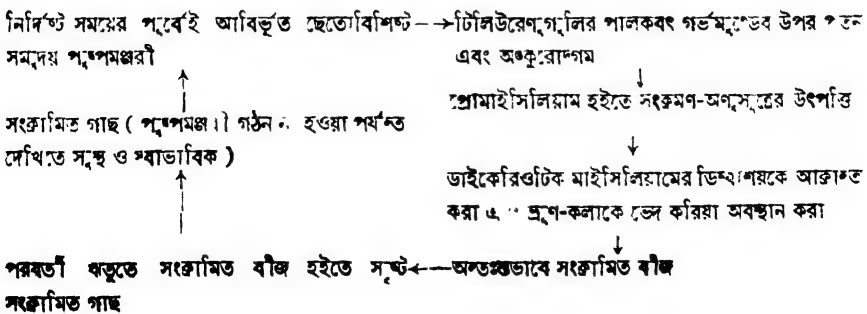 নির্দিষ্ট সময়ের পূর্বেই আবির্ভূত ছেতোবিশিষ্ট
সমুদয় পুষ্পমঞ্জরী
টিলিউরেণুগুলির পালকবৎ গর্ভমুণ্ডের উপর পতন
এবং অঙ্কুরোদ্গম
প্রোমাইসিলিয়াম হইতে সংক্রমণ-অণুসূত্রের উৎপত্তি
ডাইকেরিওটিক মাইসিলিয়ামের ডিম্বাশয়কে আক্রান্ত
করা ভ্রূণ-কলাকে ভেদ করিয়া অবস্থান করা
অন্তঃস্থভাবে সংক্রামিত বীজ
পরবর্তী ঋতুতে সংক্রামিত বীজ হইতে সৃষ্ট
সংক্রামিত গাছ
সংক্রামিত গাছ ( পুষ্পমঞ্জরী গঠন হওয়া পর্যন্ত
দেখিতে সুস্থ ও স্বাভাবিক )